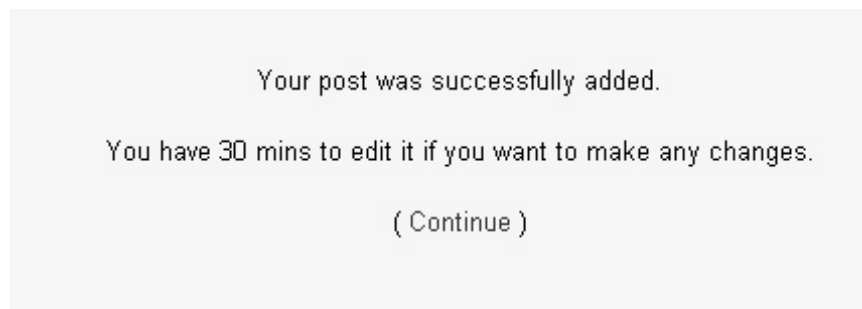 Your post was successfully added.
You have 30 mins to edit it if you want to make any changes.
( Continue )